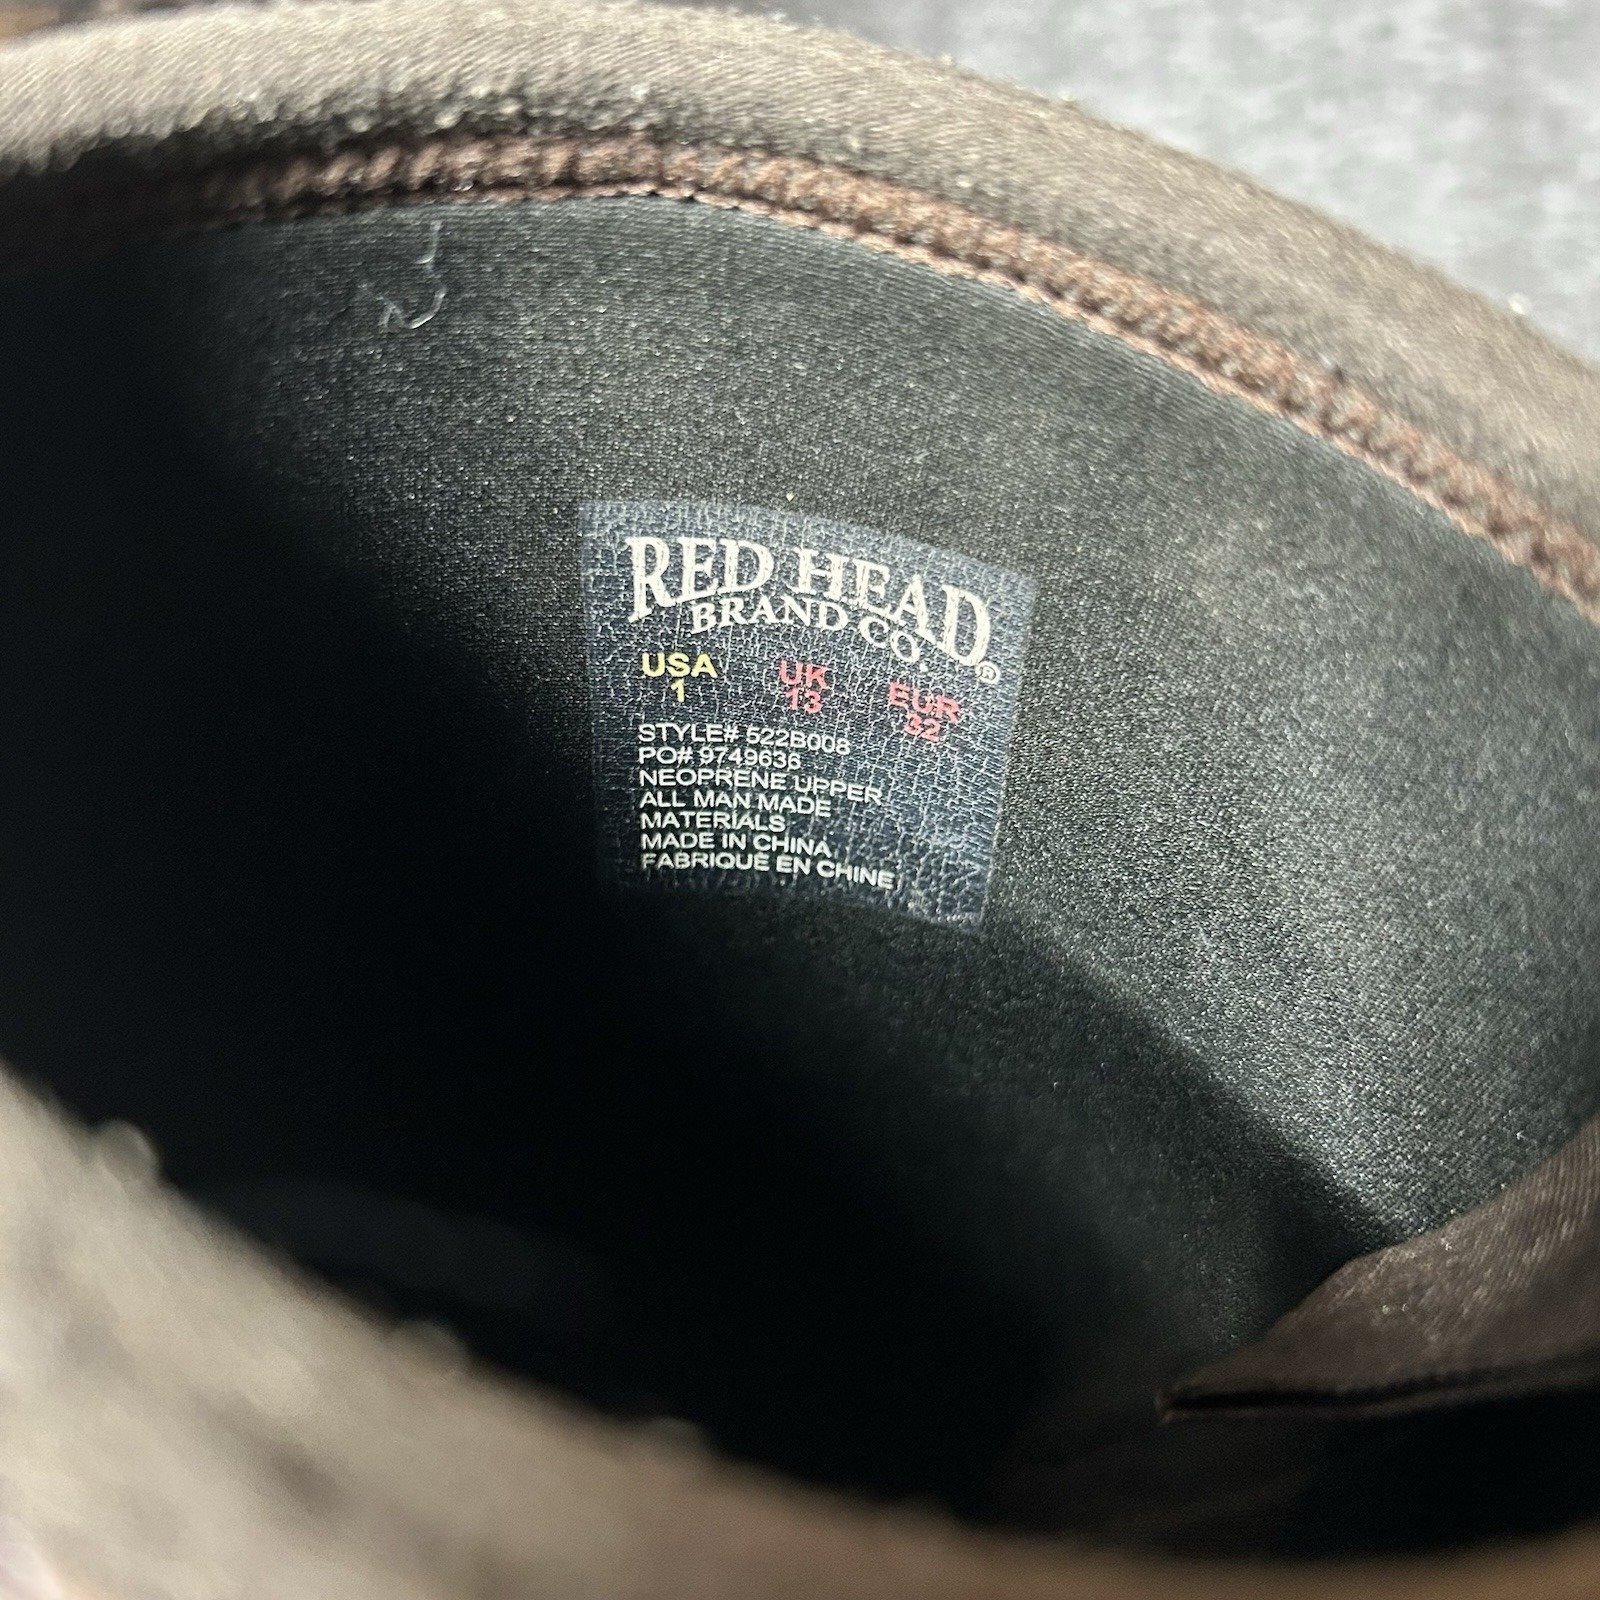 RED HEAD®
BRAND CO.
USA UK EUR
1 13 32
STYLE# 522B008
PO# 9749636
NEOPRENE UPPER
ALL MAN MADE
MATERIALS
MADE IN CHINA
FABRIQUÉ EN CHINE